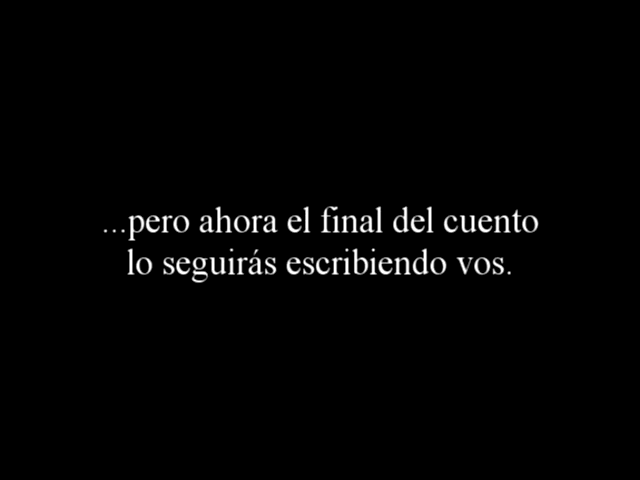 ...pero ahora el final del cuento
lo seguirás escribiendo vos.